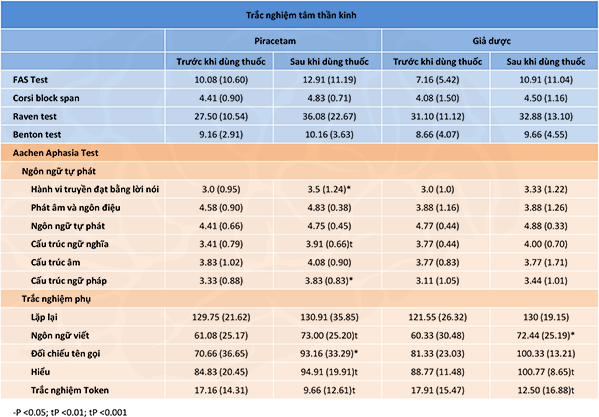 Trắc nghiệm tâm thần kinh
Piracetam Giả dược
Trước khi dùng thuốc Sau khi dùng thuốc Trước khi dùng thuốc Sau khi dùng thuốc
FAS Test 10.08 (10.60) 12.91 (11.19) 7.16 (5.42) 10.91 (11.04)
Corsi block span 4.41 (0.90) 4.83 (0.71) 4.08 (1.50) 4.50 (1.16)
Raven test 27.50 (10.54) 36.08 (22.67) 31.10 (11.12) 32.88 (13.10)
Benton test 9.16 (2.91) 10.16 (3.63) 8.66 (4.07) 9.66 (4.55)
Aachen Aphasia Test
Ngôn ngữ tự phát
Hành vi truyền đạt bằng lời nói 3.0 (0.95) 3.5 (1.24)* 3.0 (1.0) 3.33 (1.22)
Phát âm và ngôn điệu 4.58 (0.90) 4.83 (0.38) 3.88 (1.16) 3.88 (1.26)
Ngôn ngữ tự phát 4.41 (0.66) 4.75 (0.45) 4.77 (0.44) 4.88 (0.33)
Cấu trúc ngữ nghĩa 3.41 (0.79) 3.91 (0.66)t 3.77 (0.44) 4.00 (0.70)
Cấu trúc âm 3.83 (1.02) 4.08 (0.90) 3.77 (0.83) 3.77 (1.71)
Cấu trúc ngữ pháp 3.33 (0.88) 3.83 (0.83)* 3.11 (1.05) 3.44 (1.01)
Trắc nghiệm phụ
Lặp lại 129.75 (21.62) 130.91 (35.85) 121.55 (26.32) 130 (19.15)
Ngôn ngữ viết 61.08 (25.17) 73.00 (25.20)t 60.33 (30.48) 72.44 (25.19)*
Đối chiếu tên gọi 70.66 (36.65) 93.16 (33.29)* 81.33 (23.03) 100.33 (13.21)
Hiểu 84.83 (20.45) 94.91 (19.91)t 88.77 (11.48) 100.77 (8.65)t
Trắc nghiệm Token 17.16 (14.31) 9.66 (12.61)t 17.91 (15.47) 12.50 (16.88)t
-P <0.05; tP <0.01; tP <0.001